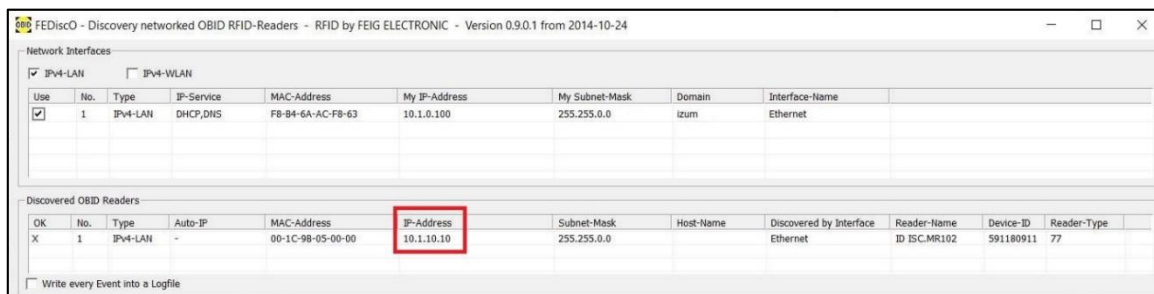 OBID FEDiscO - Discovery networked OBID RFID-Readers - RFID by FEIG ELECTRONIC - Version 0.9.0.1 from 2014-10-24
Network Interfaces
IPv4-LAN IPv4-WLAN
Use No. Type IP-Service MAC-Address My IP-Address My Subnet-Mask Domain Interface-Name
1 IPv4-LAN DHCP,DNS F8-B4-6A-AC-F8-63 10.1.0.100 255.255.0.0 izum Ethernet
Discovered OBID Readers
OK No. Type Auto-IP MAC-Address IP-Address Subnet-Mask Host-Name Discovered by Interface Reader-Name Device-ID Reader-Type
X 1 IPv4-LAN - 00-1C-9B-05-00-00 10.1.10.10 255.255.0.0 Ethernet ID ISC.MR102 591180911 77
Write every Event into a Logfile